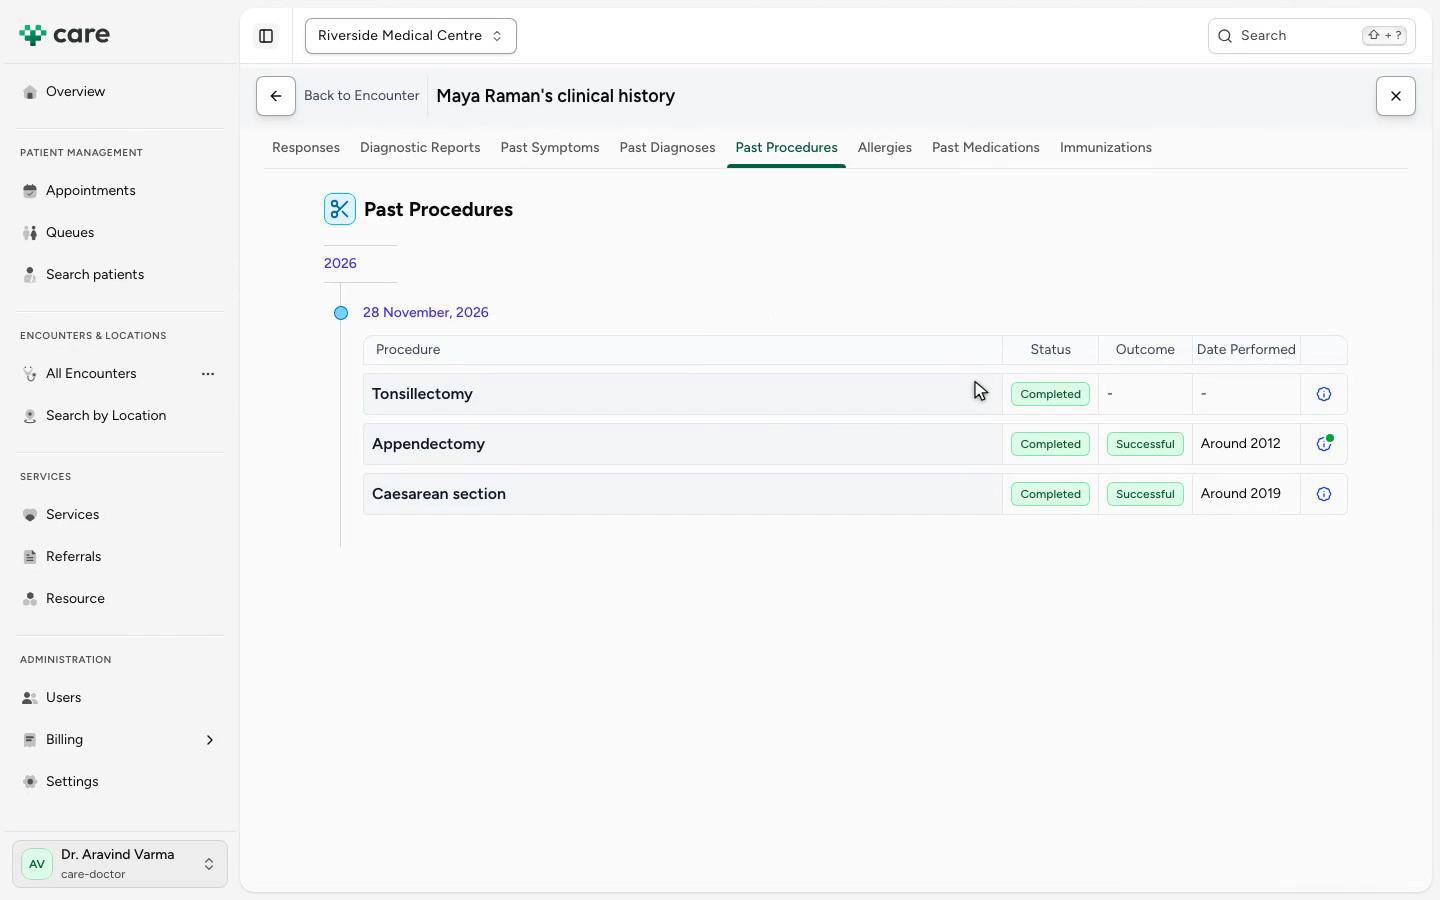 care
Riverside Medical Centre
Search
+ ?
Overview
Back to Encounter
Maya Raman's clinical history
PATIENT MANAGEMENT
Responses
Diagnostic Reports
Past Symptoms
Past Diagnoses
Past Procedures
Allergies
Past Medications
Immunizations
Appointments
Queues
Search patients
ENCOUNTERS & LOCATIONS
All Encounters
Search by Location
SERVICES
Services
Referrals
Resource
ADMINISTRATION
Users
Billing
Settings
AV
Dr. Aravind Varma
care-doctor
Past Procedures
2026
28 November, 2026
Procedure Status Outcome Date Performed
Tonsillectomy Completed - -
Appendectomy Completed Successful Around 2012
Caesarean section Completed Successful Around 2019